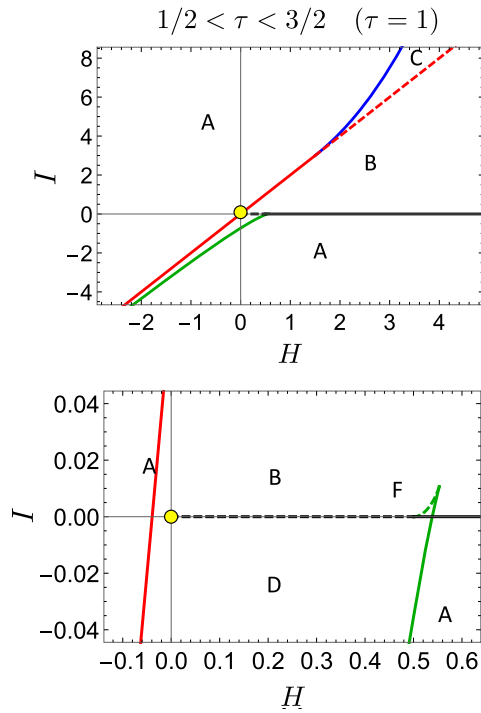 1/2 < τ < 3/2 (τ = 1)
8
6
4
2
0
−2
−4
I
A
C
B
A
−2 −1 0 1 2 3 4
H
0.04
0.02
0.00
−0.02
−0.04
I
A
B
F
D
A
−0.1 0.0 0.1 0.2 0.3 0.4 0.5 0.6
H